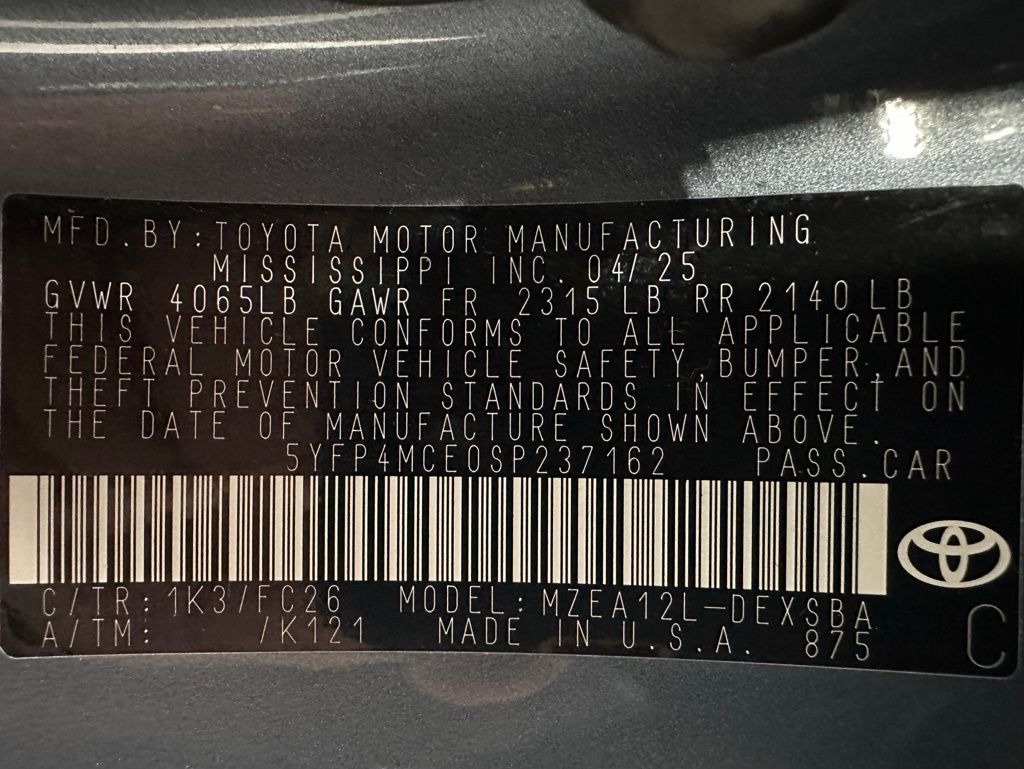 MFD.BY:TOYOTA MOTOR MANUFACTURING
MISSISSIPPI INC. 04/25
GVWR 4065LB GAWR FR 2315 LB RR 2140 LB
THIS VEHICLE CONFORMS TO ALL APPLICABLE
FEDERAL MOTOR VEHICLE SAFETY,BUMPER,AND
THEFT PREVENTION STANDARDS IN EFFECT ON
THE DATE OF MANUFACTURE SHOWN ABOVE.
5YFP4MCE0SP237162 PASS.CAR
C/TR:1K3/FC26 MODEL:MZEA12L-DEXSBA
A/TM: /K121 MADE IN U.S.A. 875
C